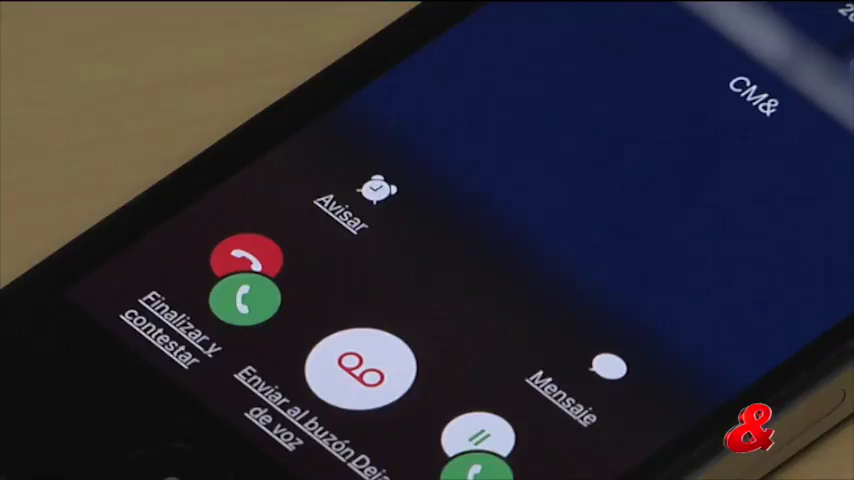 CM&
Avisar
Finalizar y
contestar
Enviar al buzón
de voz
Mensaje
&